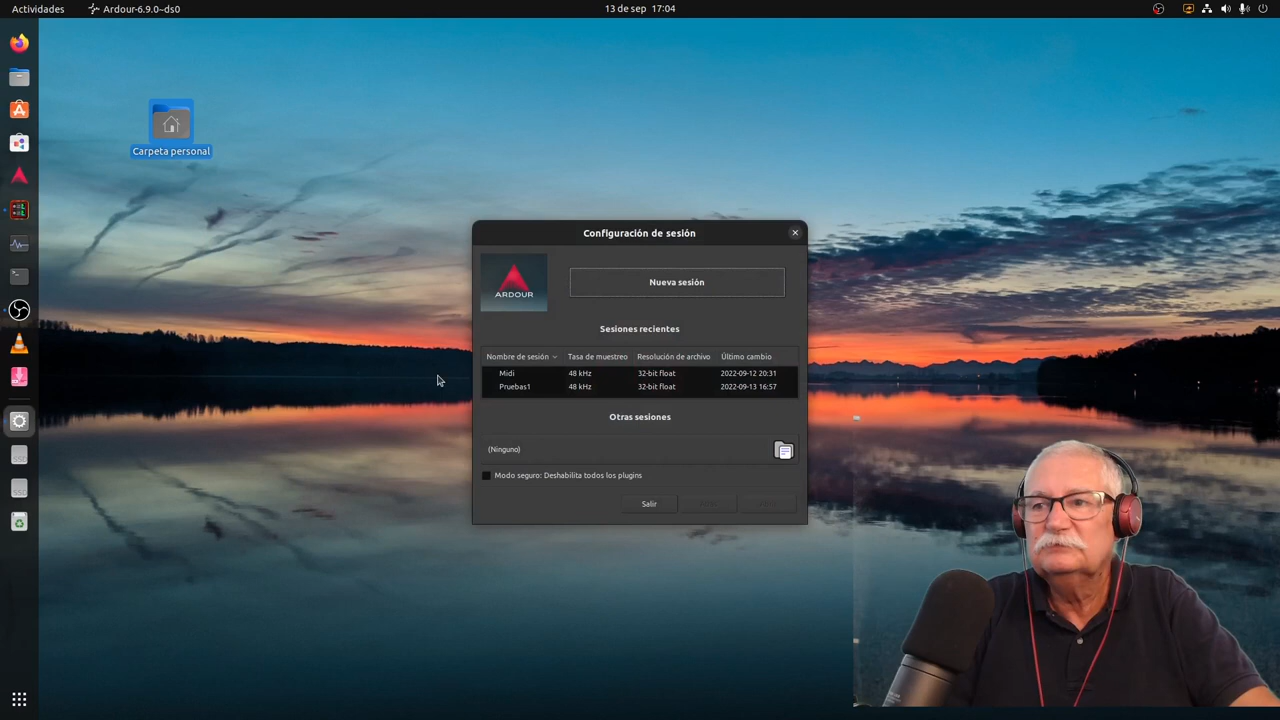 Actividades
Ardour-6.9.0~ds0
13 de sep 17:04
Carpeta personal
Configuración de sesión
ARDOUR
Nueva sesión
Sesiones recientes
Nombre de sesión Tasa de muestreo Resolución de archivo Último cambio
Midi 48 kHz 32-bit float 2022-09-12 20:31
Pruebas1 48 kHz 32-bit float 2022-09-13 16:57
Otras sesiones
(Ninguno)
Modo seguro: Deshabilita todos los plugins
Salir
SSD
SSD